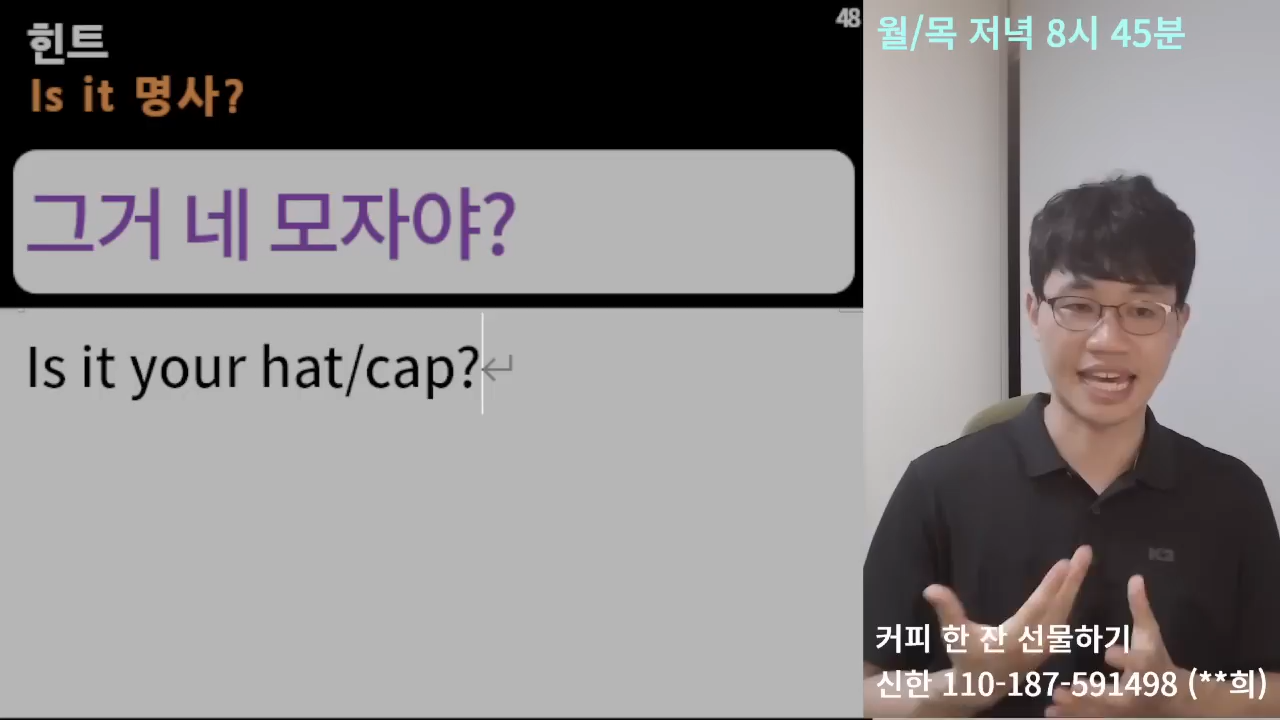 힌트
Is it 명사?
48
그거 네 모자야?
Is it your hat/cap?↵
월/목 저녁 8시 45분
K2
커피 한 잔 선물하기
신한 110-187-591498 (**희)